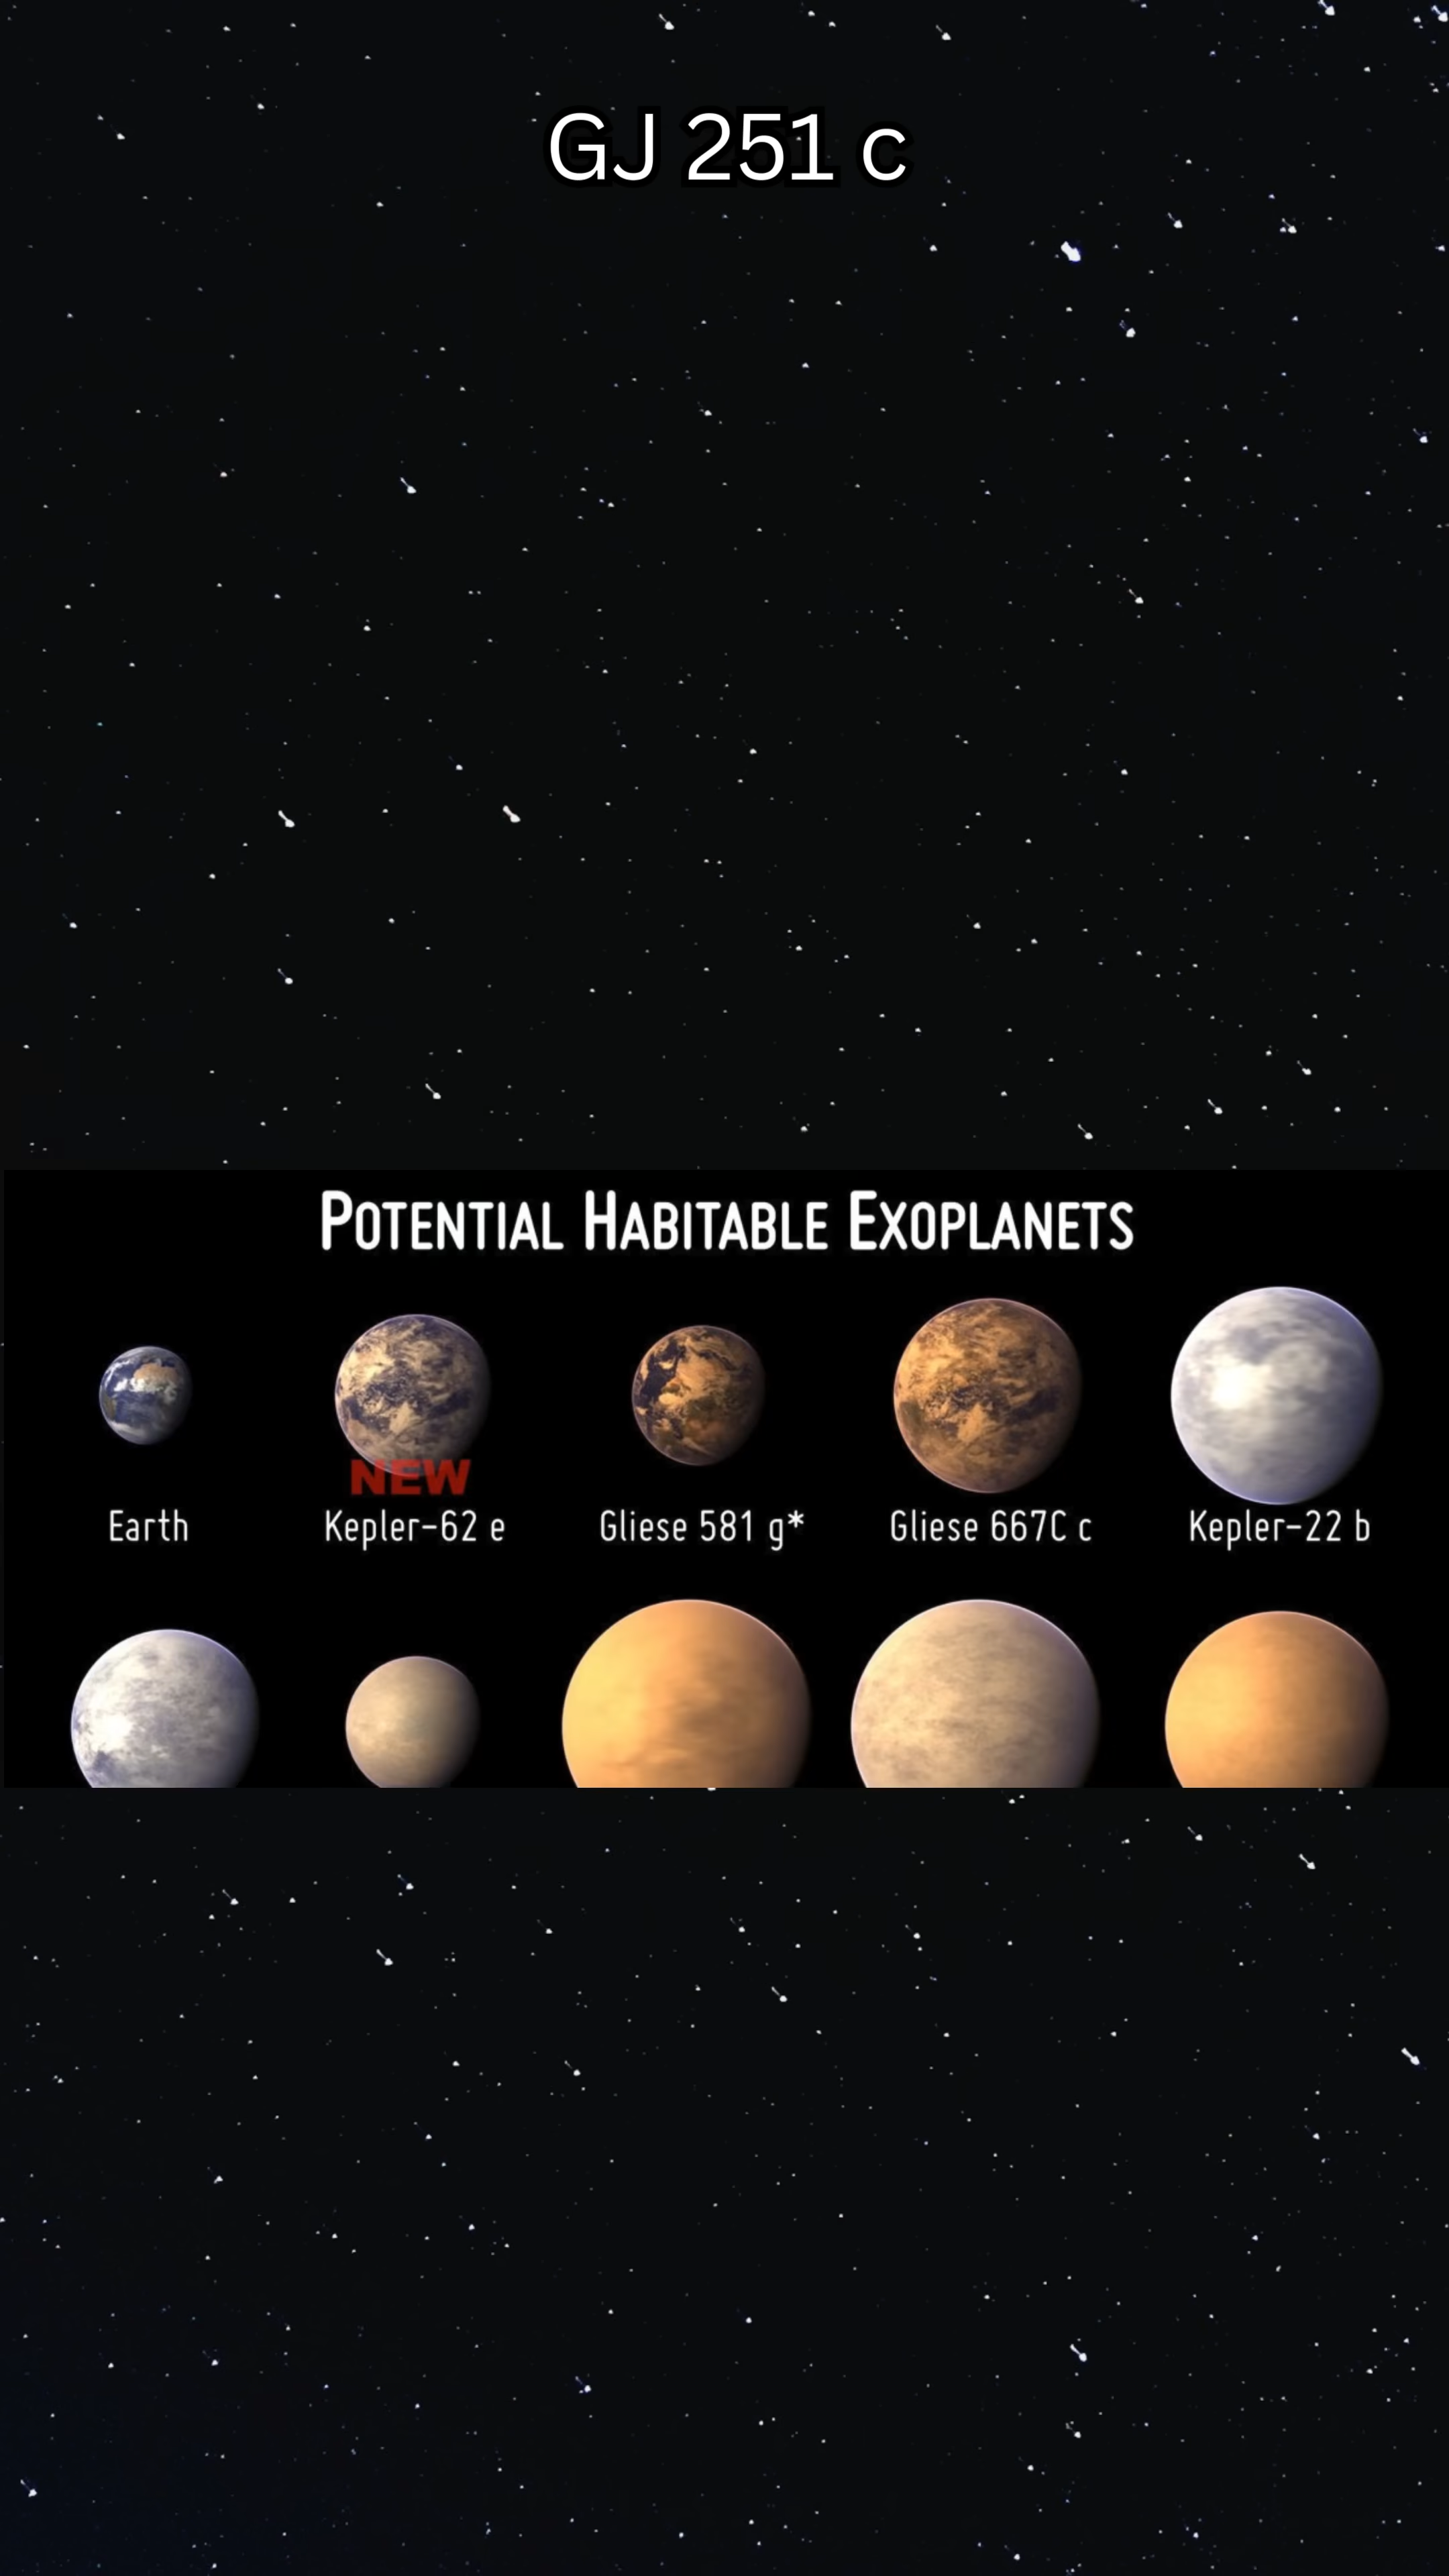 GJ 251 c
POTENTIAL HABITABLE EXOPLANETS
NEW
Earth Kepler-62 e Gliese 581 g* Gliese 667C c Kepler-22 b